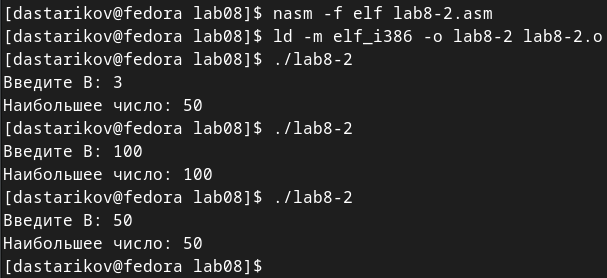 [dastarikov@fedora lab08]$ nasm -f elf lab8-2.asm
[dastarikov@fedora lab08]$ ld -m elf_i386 -o lab8-2 lab8-2.o
[dastarikov@fedora lab08]$ ./lab8-2
Введите B: 3
Наибольшее число: 50
[dastarikov@fedora lab08]$ ./lab8-2
Введите B: 100
Наибольшее число: 100
[dastarikov@fedora lab08]$ ./lab8-2
Введите B: 50
Наибольшее число: 50
[dastarikov@fedora lab08]$